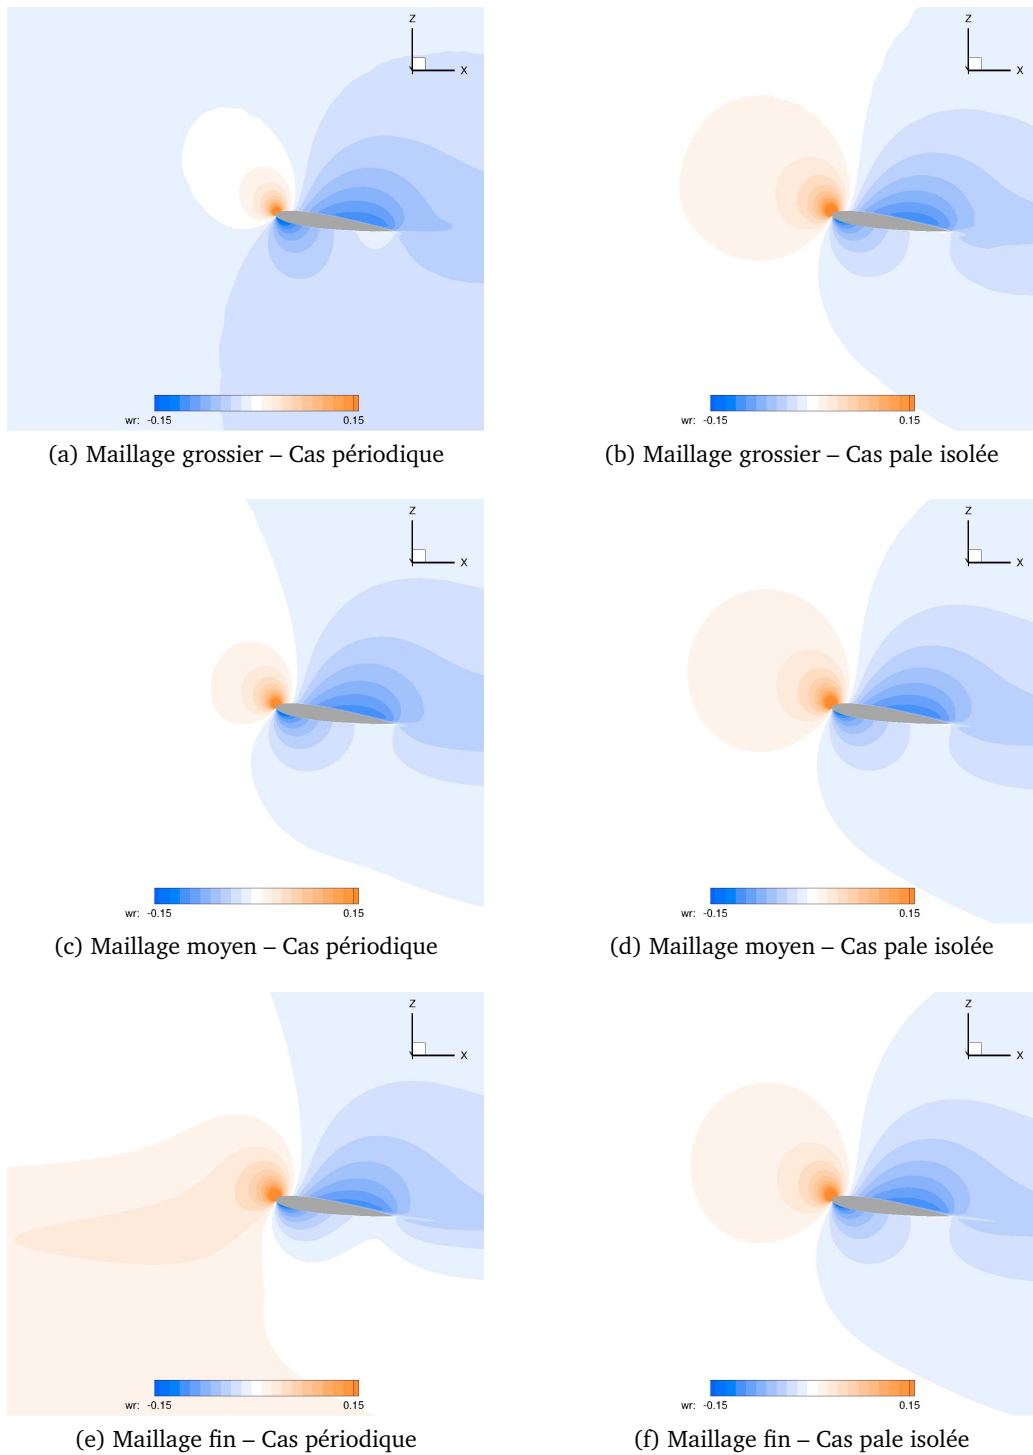 Z
X
wr: -0.15 0.15
(a) Maillage grossier – Cas périodique
Z
X
wr: -0.15 0.15
(b) Maillage grossier – Cas pale isolée
Z
X
wr: -0.15 0.15
(c) Maillage moyen – Cas périodique
Z
X
wr: -0.15 0.15
(d) Maillage moyen – Cas pale isolée
Z
X
wr: -0.15 0.15
(e) Maillage fin – Cas périodique
Z
X
wr: -0.15 0.15
(f) Maillage fin – Cas pale isolée